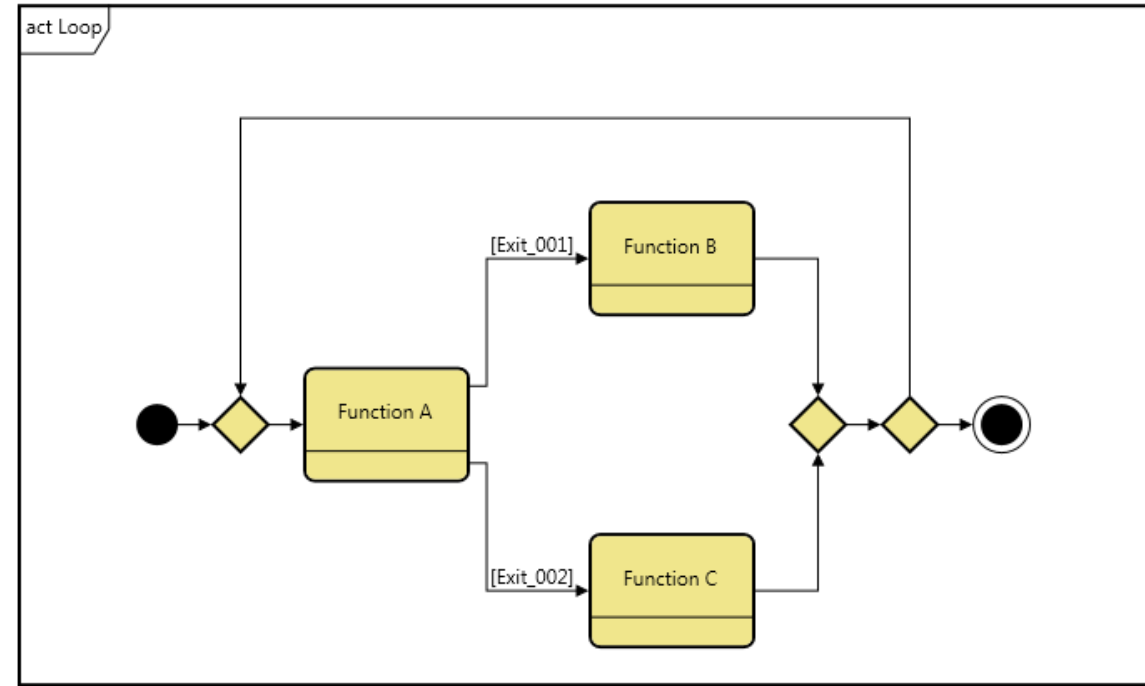 act Loop
[Exit_001]
Function B
Function A
[Exit_002]
Function C